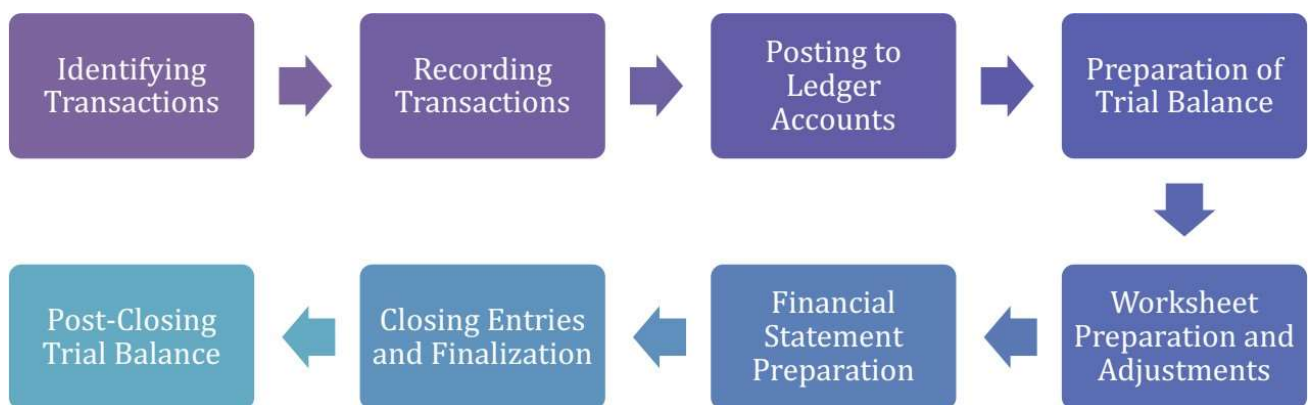 Identifying
Transactions
Recording
Transactions
Posting to
Ledger
Accounts
Preparation of
Trial Balance
Worksheet
Preparation and
Adjustments
Financial
Statement
Preparation
Closing Entries
and Finalization
Post-Closing
Trial Balance